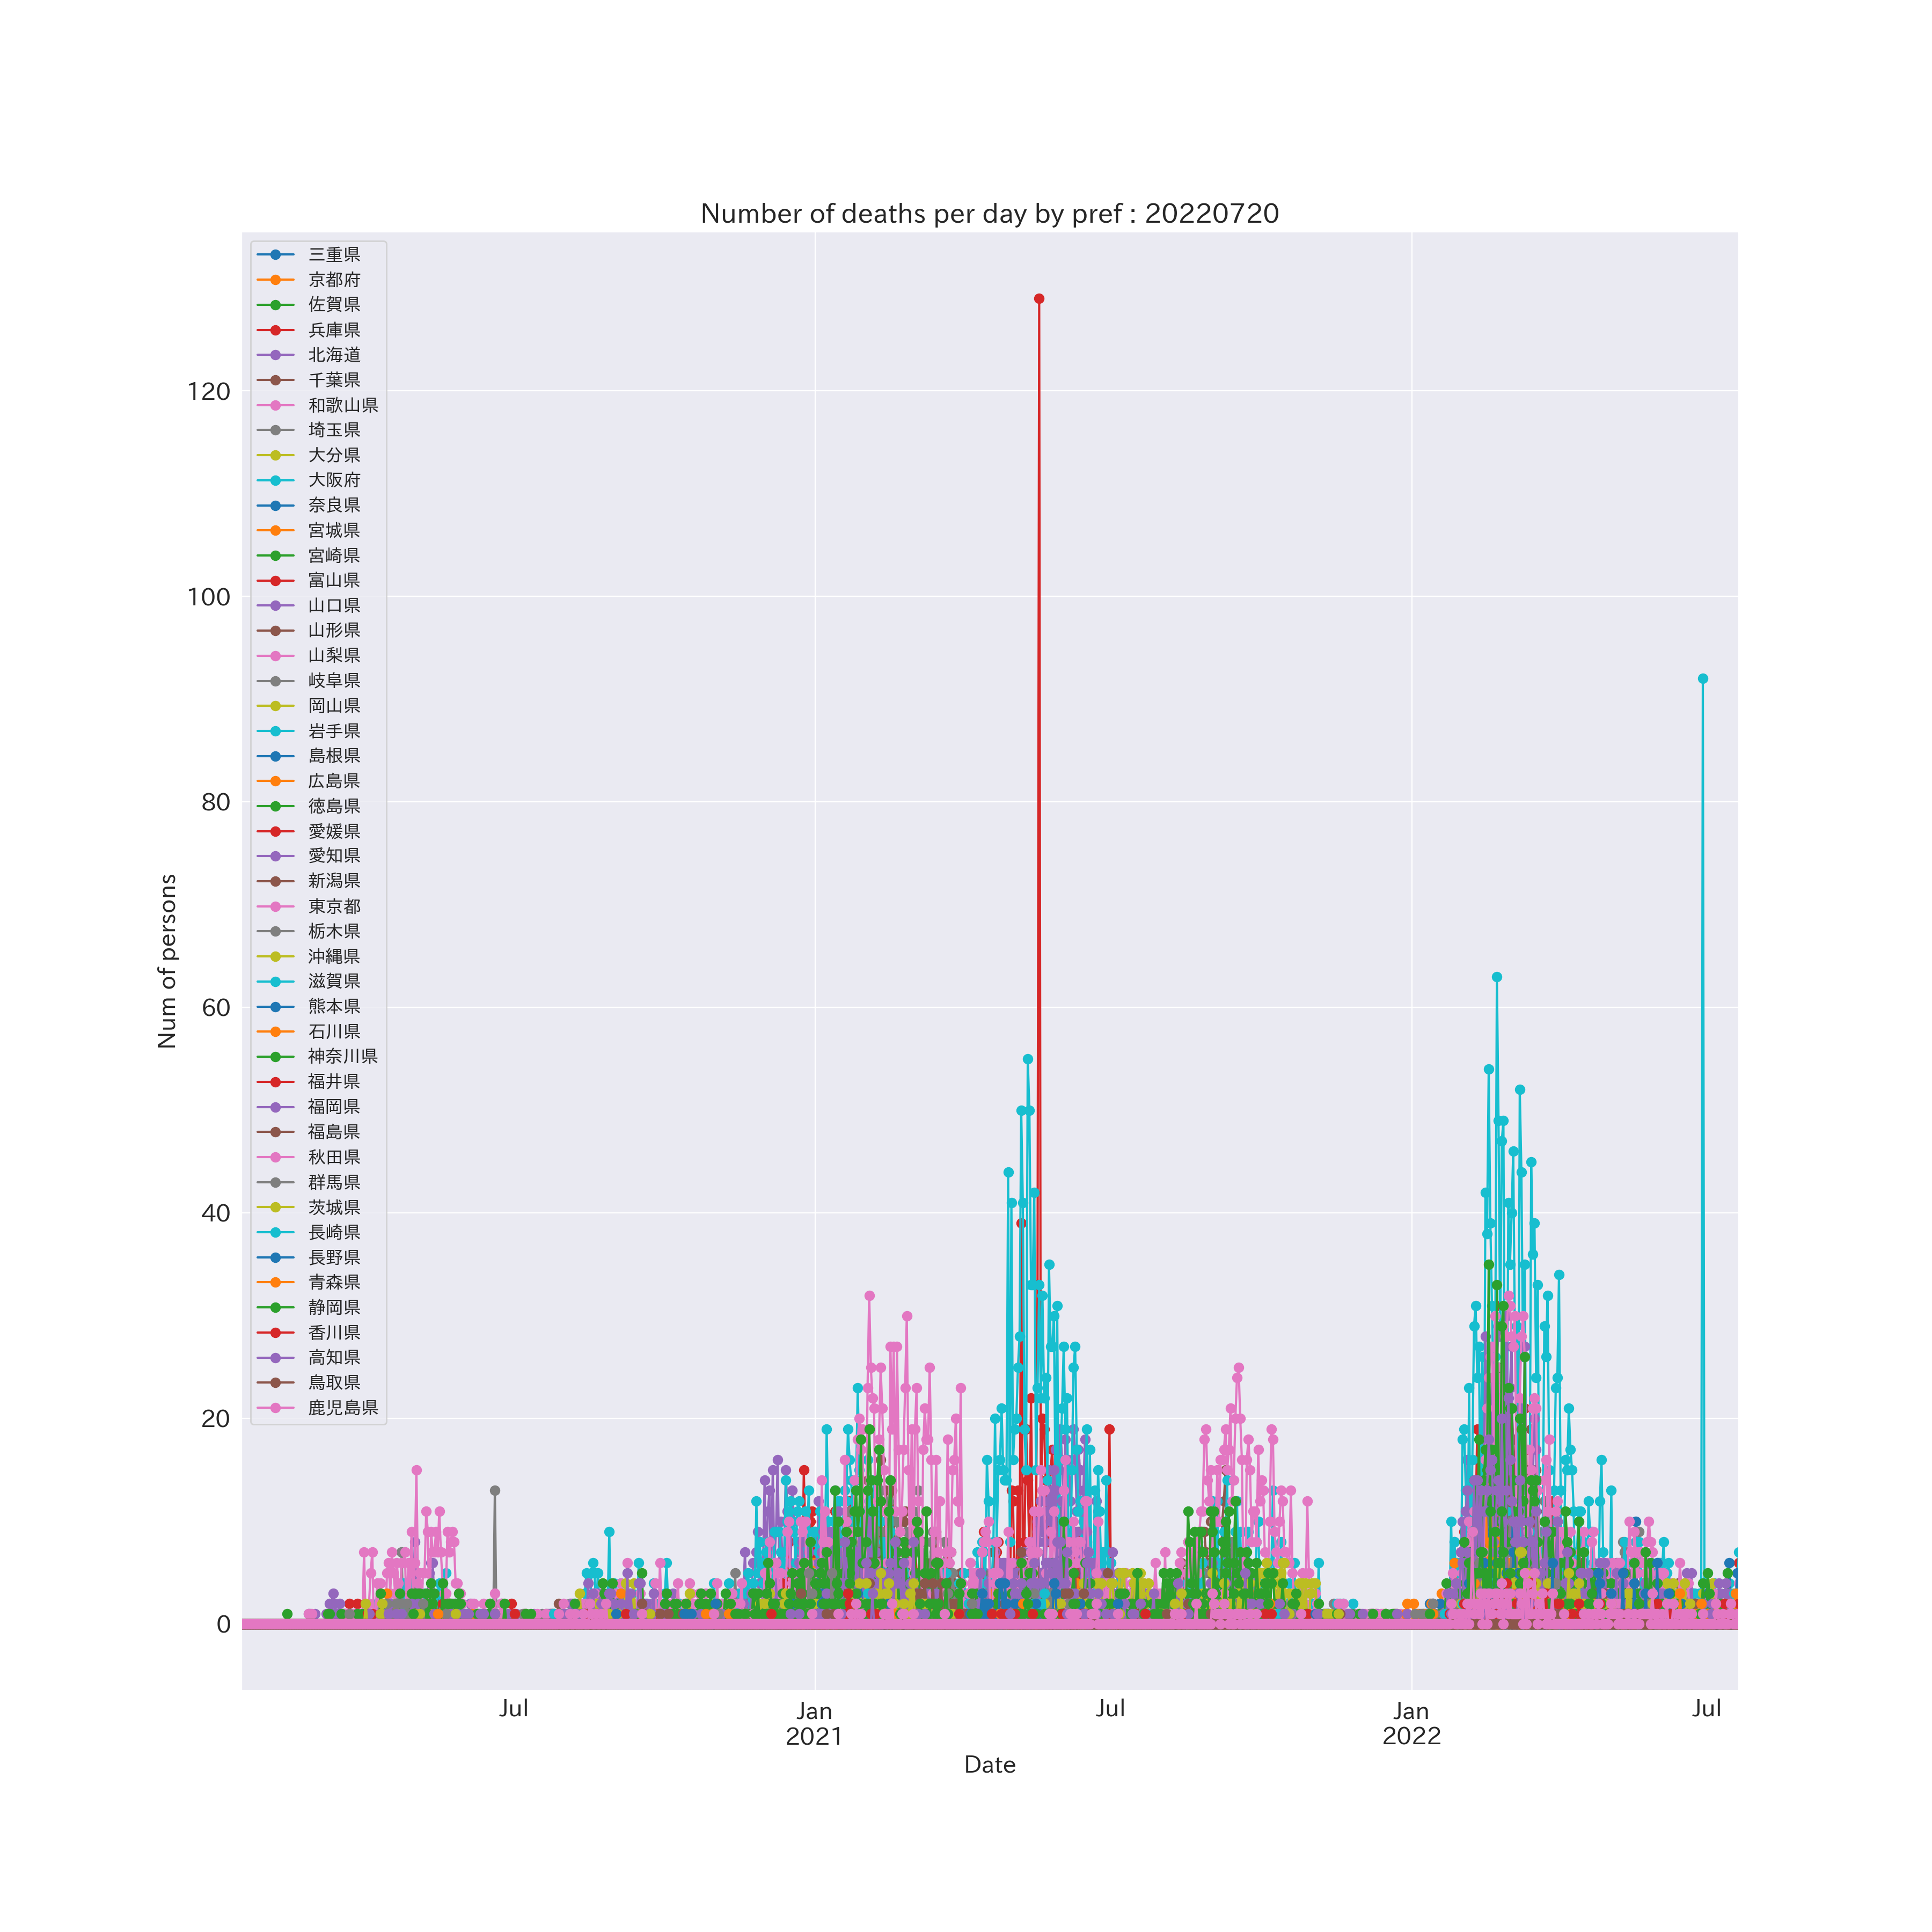 Number of deaths per day by pref : 20220720
三重県
京都府
佐賀県
兵庫県
北海道
千葉県
和歌山県
埼玉県
大分県
大阪府
奈良県
宮城県
宮崎県
富山県
山口県
山形県
山梨県
岐阜県
岡山県
岩手県
島根県
広島県
徳島県
愛媛県
愛知県
新潟県
東京都
栃木県
沖縄県
滋賀県
熊本県
石川県
神奈川県
福井県
福岡県
福島県
秋田県
群馬県
茨城県
長崎県
長野県
青森県
静岡県
香川県
高知県
鳥取県
鹿児島県
120
100
80
60
40
20
0
Num of persons
Jul
Jan
2021
Jul
Jan
2022
Jul
Date